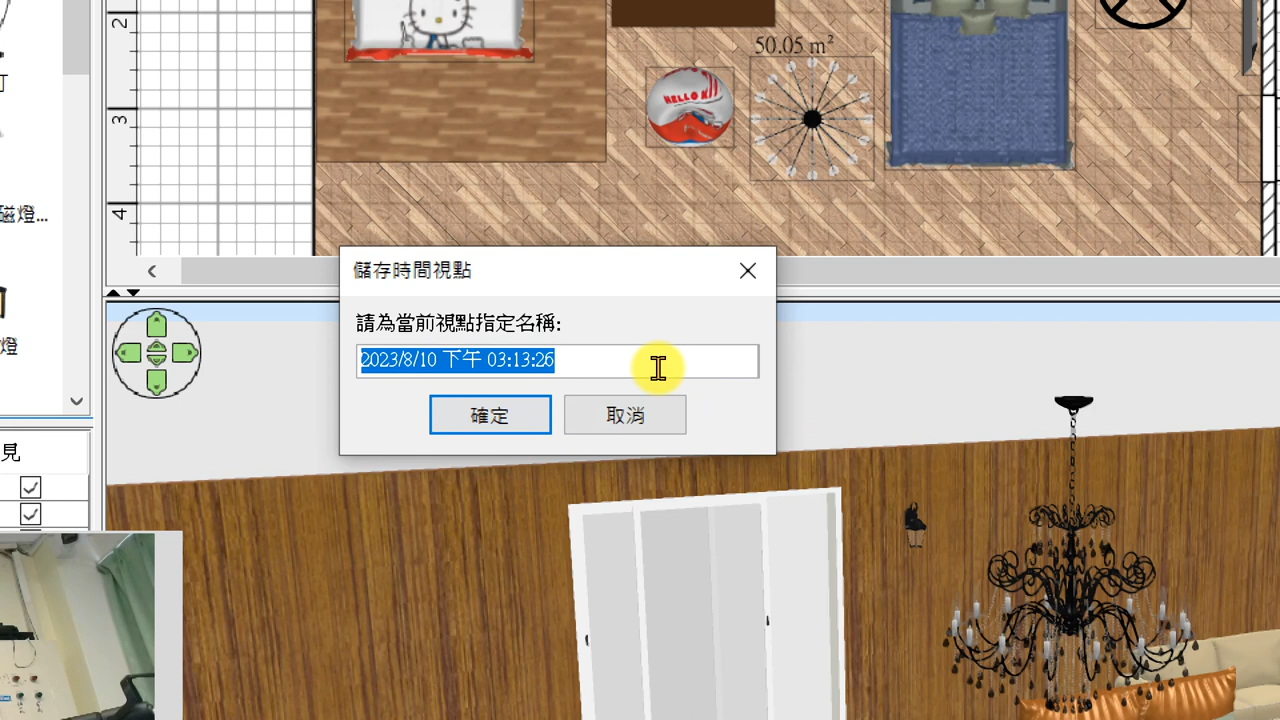 2
50.05 m²
HELLO K
3
磁燈...
4
儲存時間視點
請為當前視點指定名稱:
2023/8/10 下午 03:13:26
燈
確定
取消
見